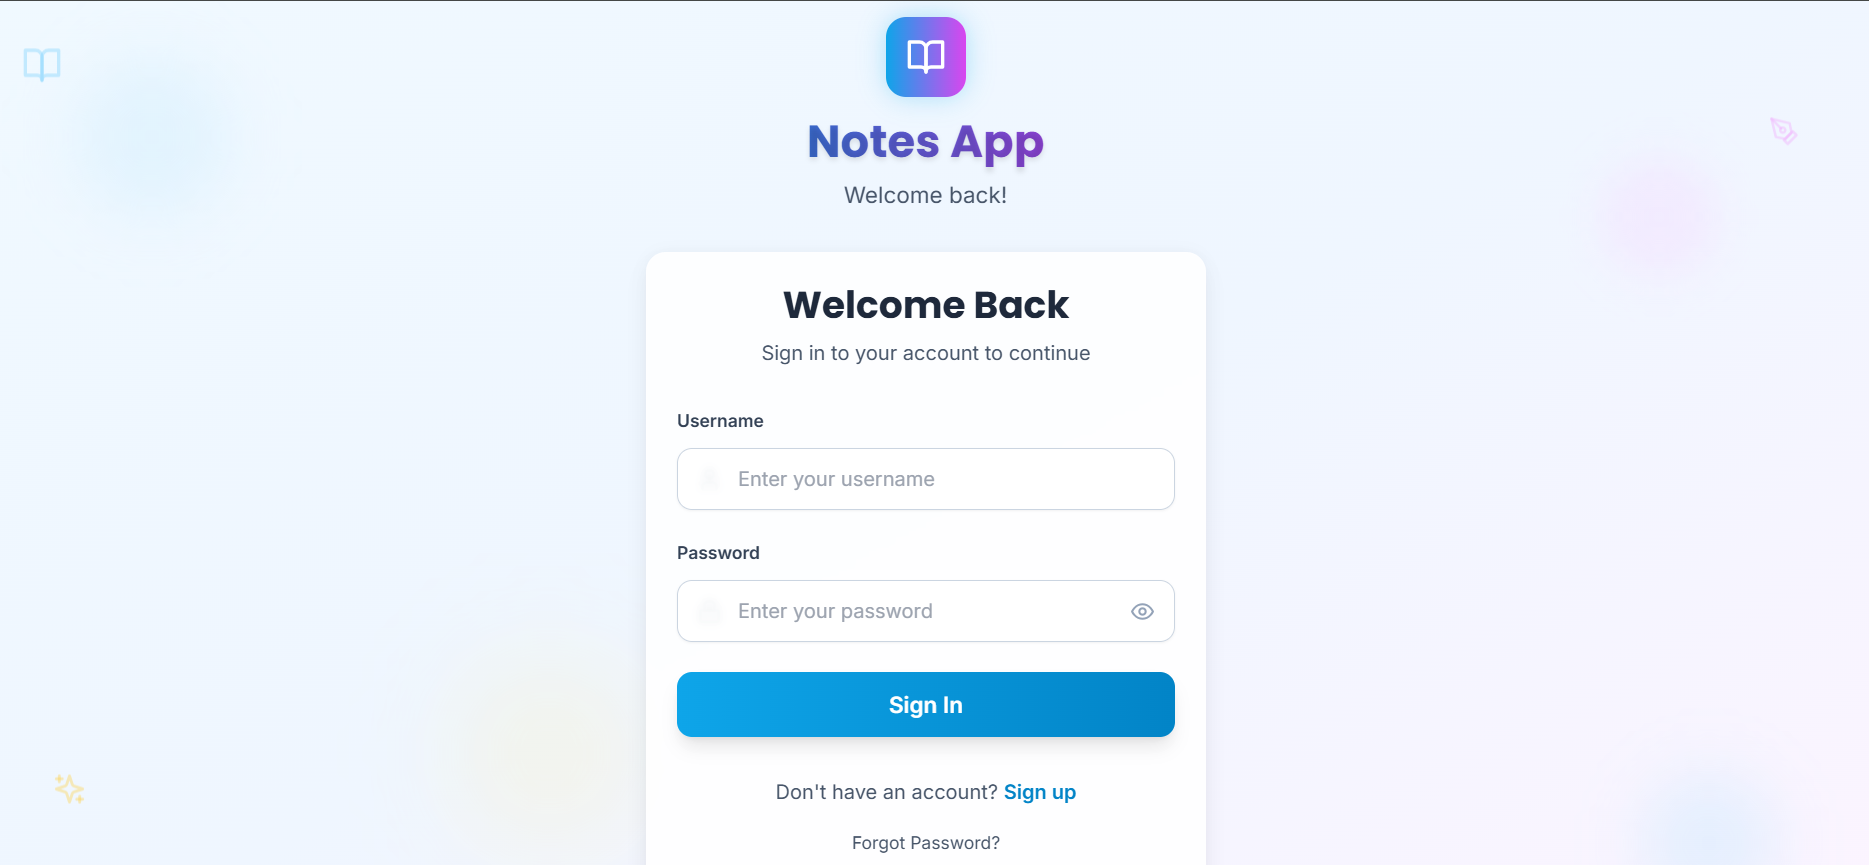 Notes App
Welcome back!
Welcome Back
Sign in to your account to continue
Username
Enter your username
Password
Enter your password
Sign In
Don't have an account? Sign up
Forgot Password?